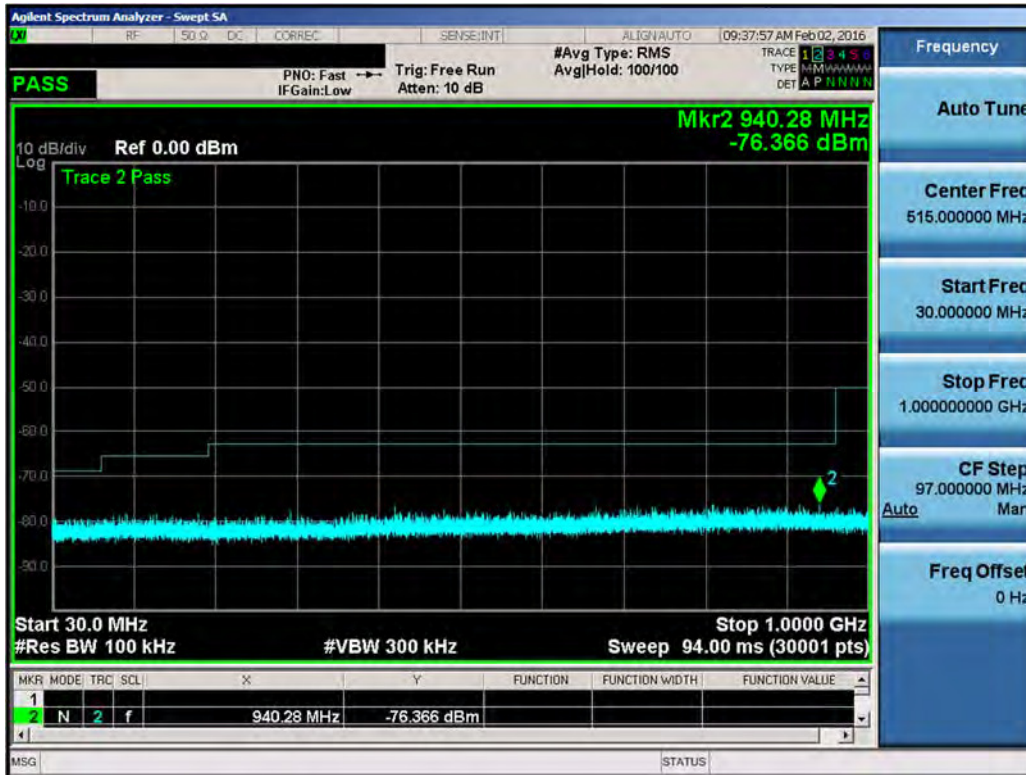 Agilent Spectrum Analyzer - Swept SA
RF 50 Ω DC CORREC SENSE:INT ALIGN AUTO 09:37:57 AM Feb 02, 2016
PASS
PNO: Fast
IFGain:Low
Trig: Free Run
Atten: 10 dB
#Avg Type: RMS
Avg|Hold: 100/100
TRACE 1 2 3 4 5 6
TYPE M M W W W W
DET A P N N N N
Mkr2 940.28 MHz
-76.366 dBm
10 dB/div Ref 0.00 dBm
Log
Trace 2 Pass
-10.0
-20.0
-30.0
-40.0
-50.0
-60.0
-70.0
-80.0
-90.0
2
Start 30.0 MHz
Stop 1.0000 GHz
#Res BW 100 kHz #VBW 300 kHz Sweep 94.00 ms (30001 pts)
MKR MODE TRC SCL X Y FUNCTION FUNCTION WIDTH FUNCTION VALUE
1
2 N 2 f 940.28 MHz -76.366 dBm
MSG STATUS
Frequency
Auto Tune
Center Freq
515.000000 MHz
Start Freq
30.000000 MHz
Stop Freq
1.000000000 GHz
CF Step
97.000000 MHz
Auto Man
Freq Offset
0 Hz